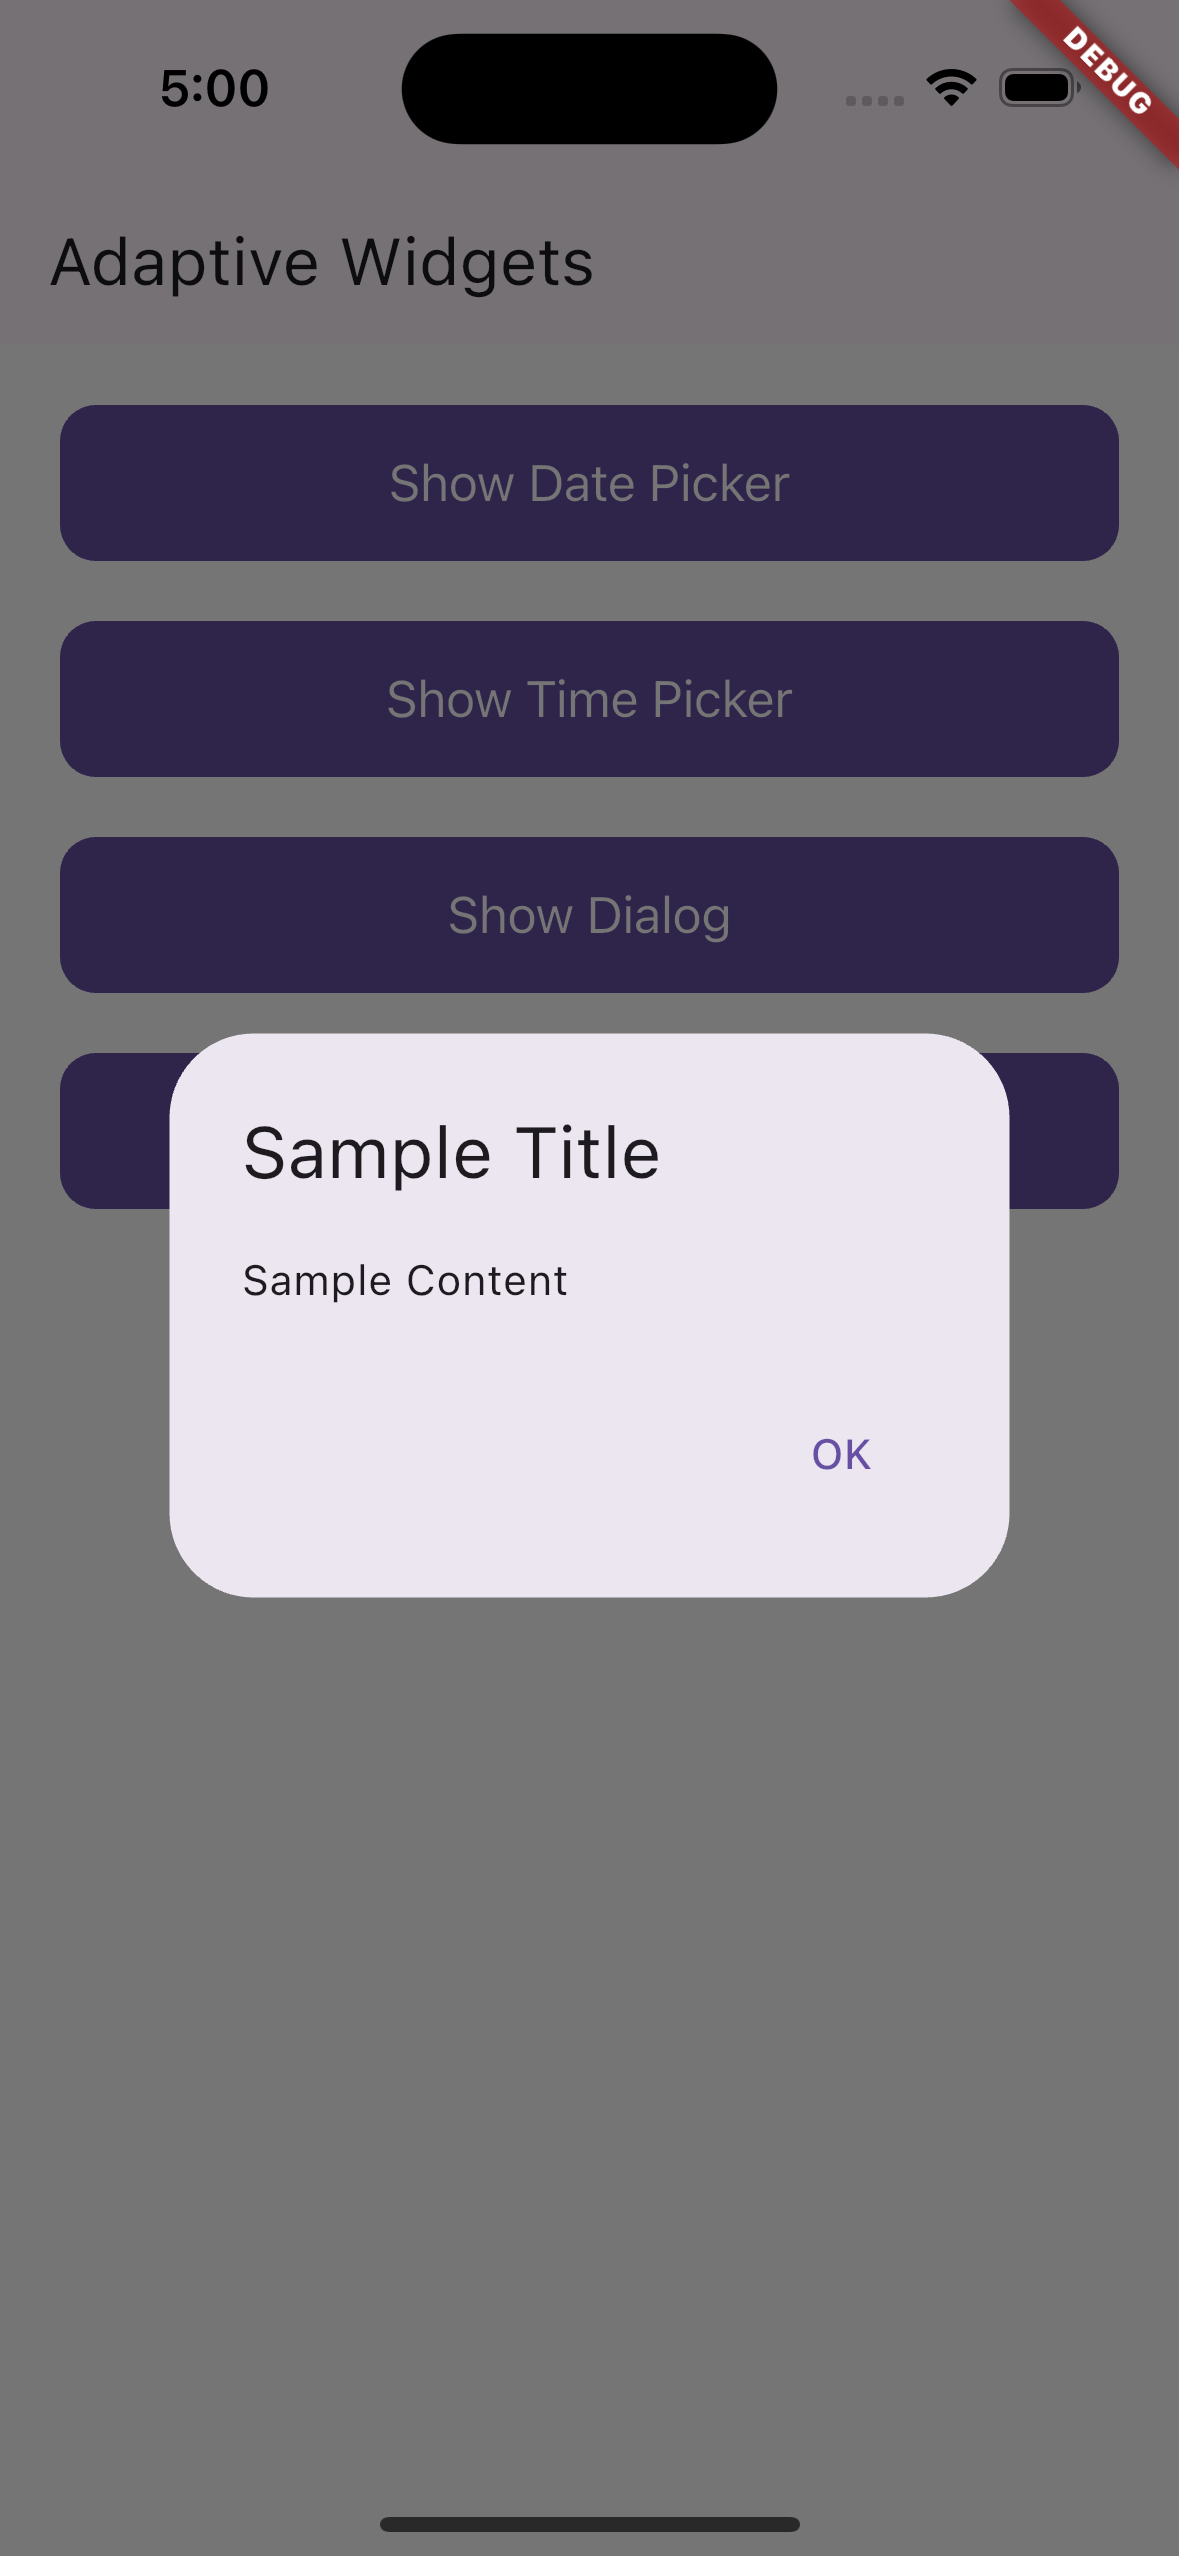 5:00
DEBUG
Adaptive Widgets
Show Date Picker
Show Time Picker
Show Dialog
Sample Title
Sample Content
OK